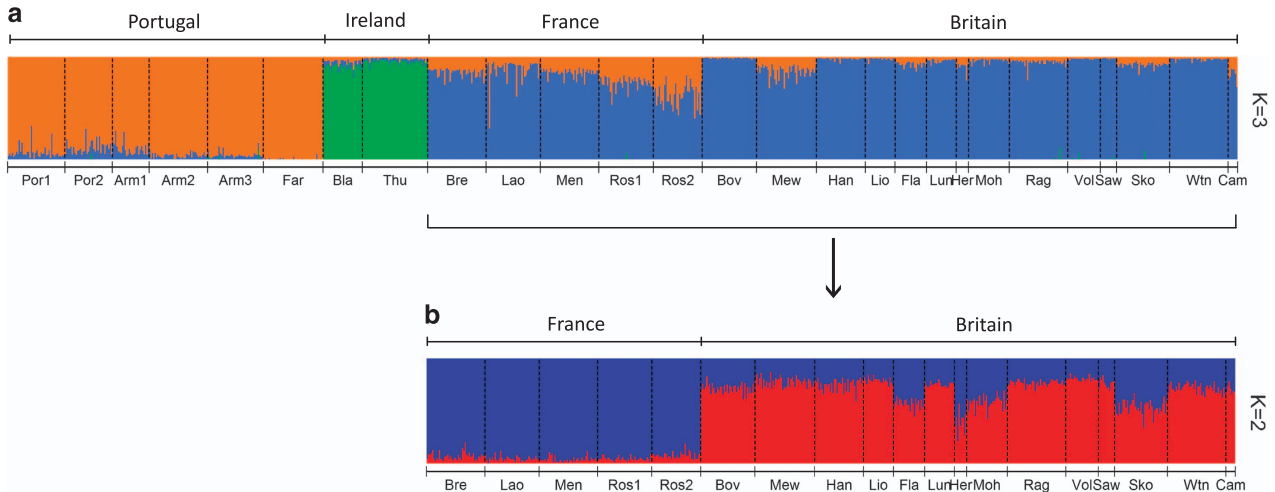 a
Portugal Ireland France Britain
K=3
Por1 Por2 Arm1 Arm2 Arm3 Far Bla Thu Bre Lao Men Ros1 Ros2 Bov Mew Han Lio Fla Lun Her Moh Rag Vol Saw Sko Wtn Cam
b
France Britain
K=2
Bre Lao Men Ros1 Ros2 Bov Mew Han Lio Fla Lun Her Moh Rag Vol Saw Sko Wtn Cam